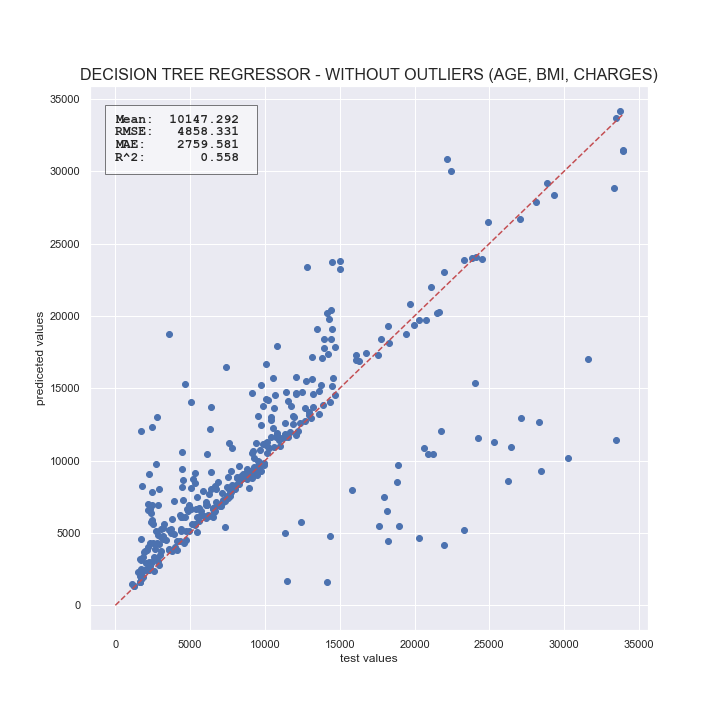 DECISION TREE REGRESSOR - WITHOUT OUTLIERS (AGE, BMI, CHARGES)
35000
Mean: 10147.292
RMSE: 4858.331
MAE: 2759.581
R^2: 0.558
30000
25000
20000
prediceted values
15000
10000
5000
0
0 5000 10000 15000 20000 25000 30000 35000
test values